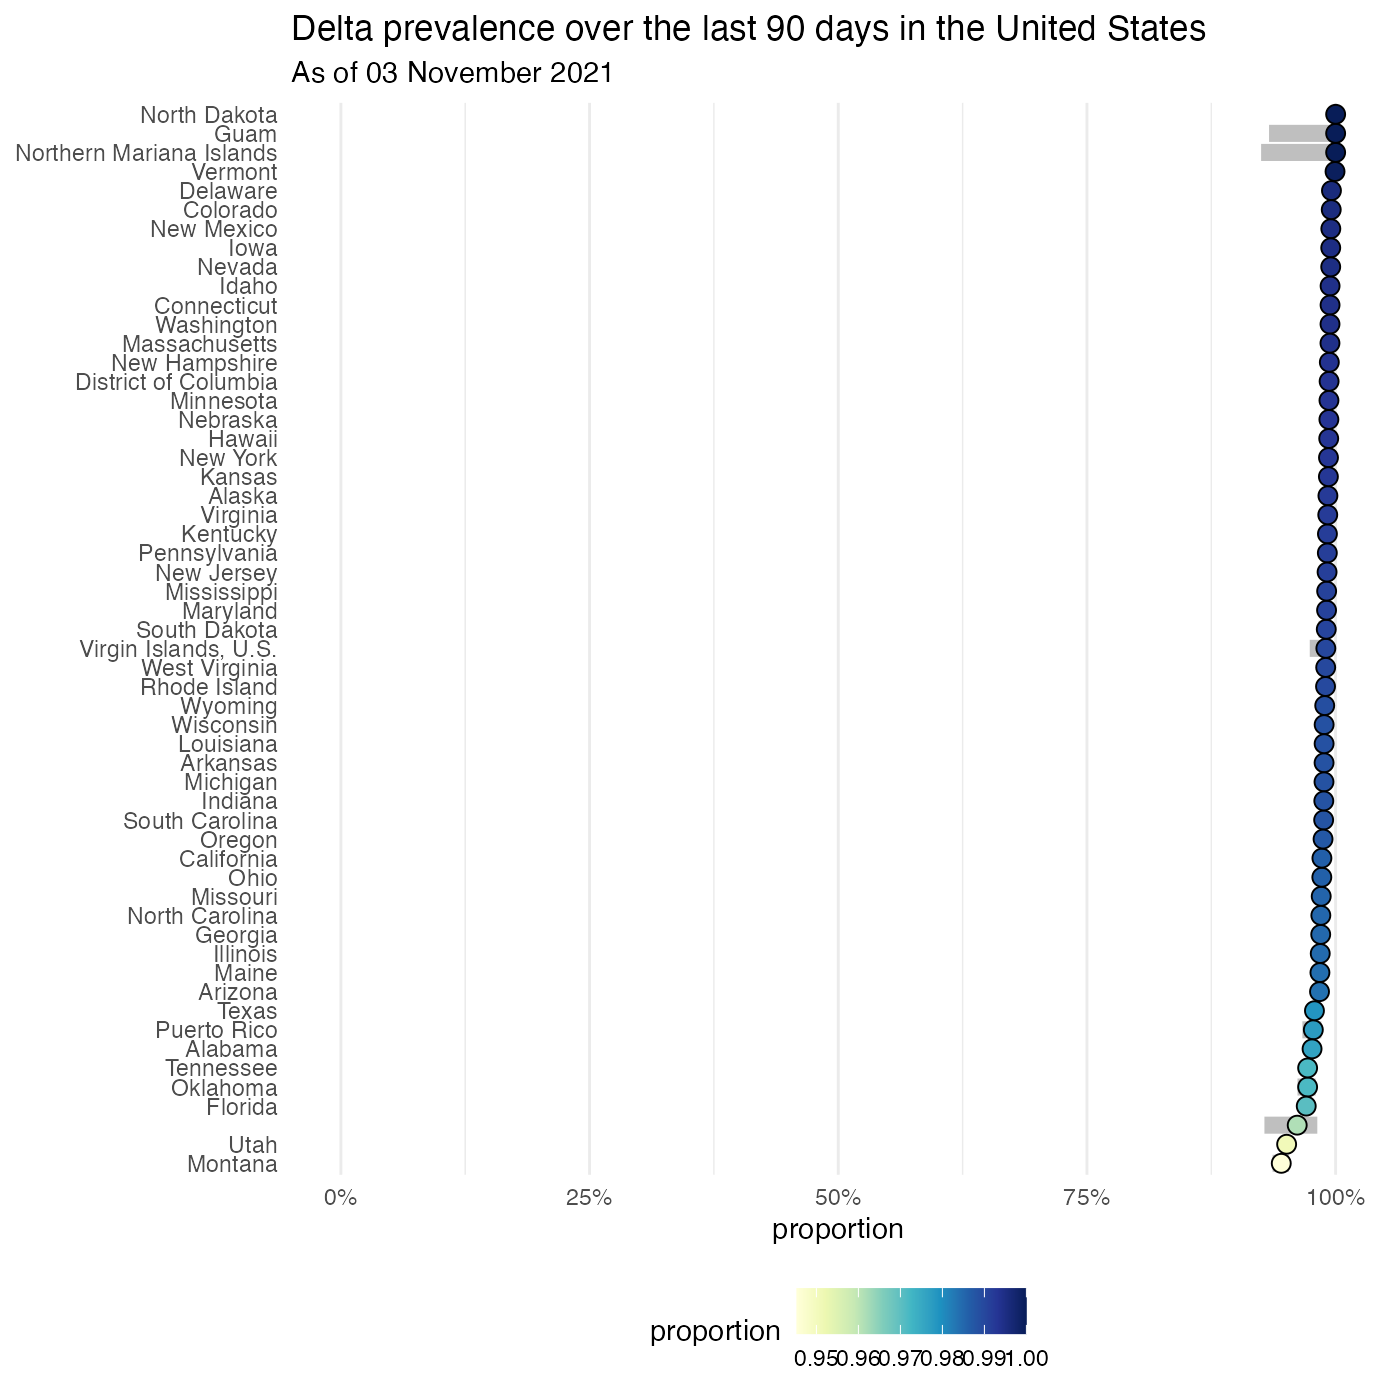 Delta prevalence over the last 90 days in the United States
As of 03 November 2021
North Dakota
Guam
Northern Mariana Islands
Vermont
Delaware
Colorado
New Mexico
Iowa
Nevada
Idaho
Connecticut
Washington
Massachusetts
New Hampshire
District of Columbia
Minnesota
Nebraska
Hawaii
New York
Kansas
Alaska
Virginia
Kentucky
Pennsylvania
New Jersey
Mississippi
Maryland
South Dakota
Virgin Islands, U.S.
West Virginia
Rhode Island
Wyoming
Wisconsin
Louisiana
Arkansas
Michigan
Indiana
South Carolina
Oregon
California
Ohio
Missouri
North Carolina
Georgia
Illinois
Maine
Arizona
Texas
Puerto Rico
Alabama
Tennessee
Oklahoma
Florida
Utah
Montana
0% 25% 50% 75% 100%
proportion
proportion
0.95 0.96 0.97 0.98 0.99 1.00